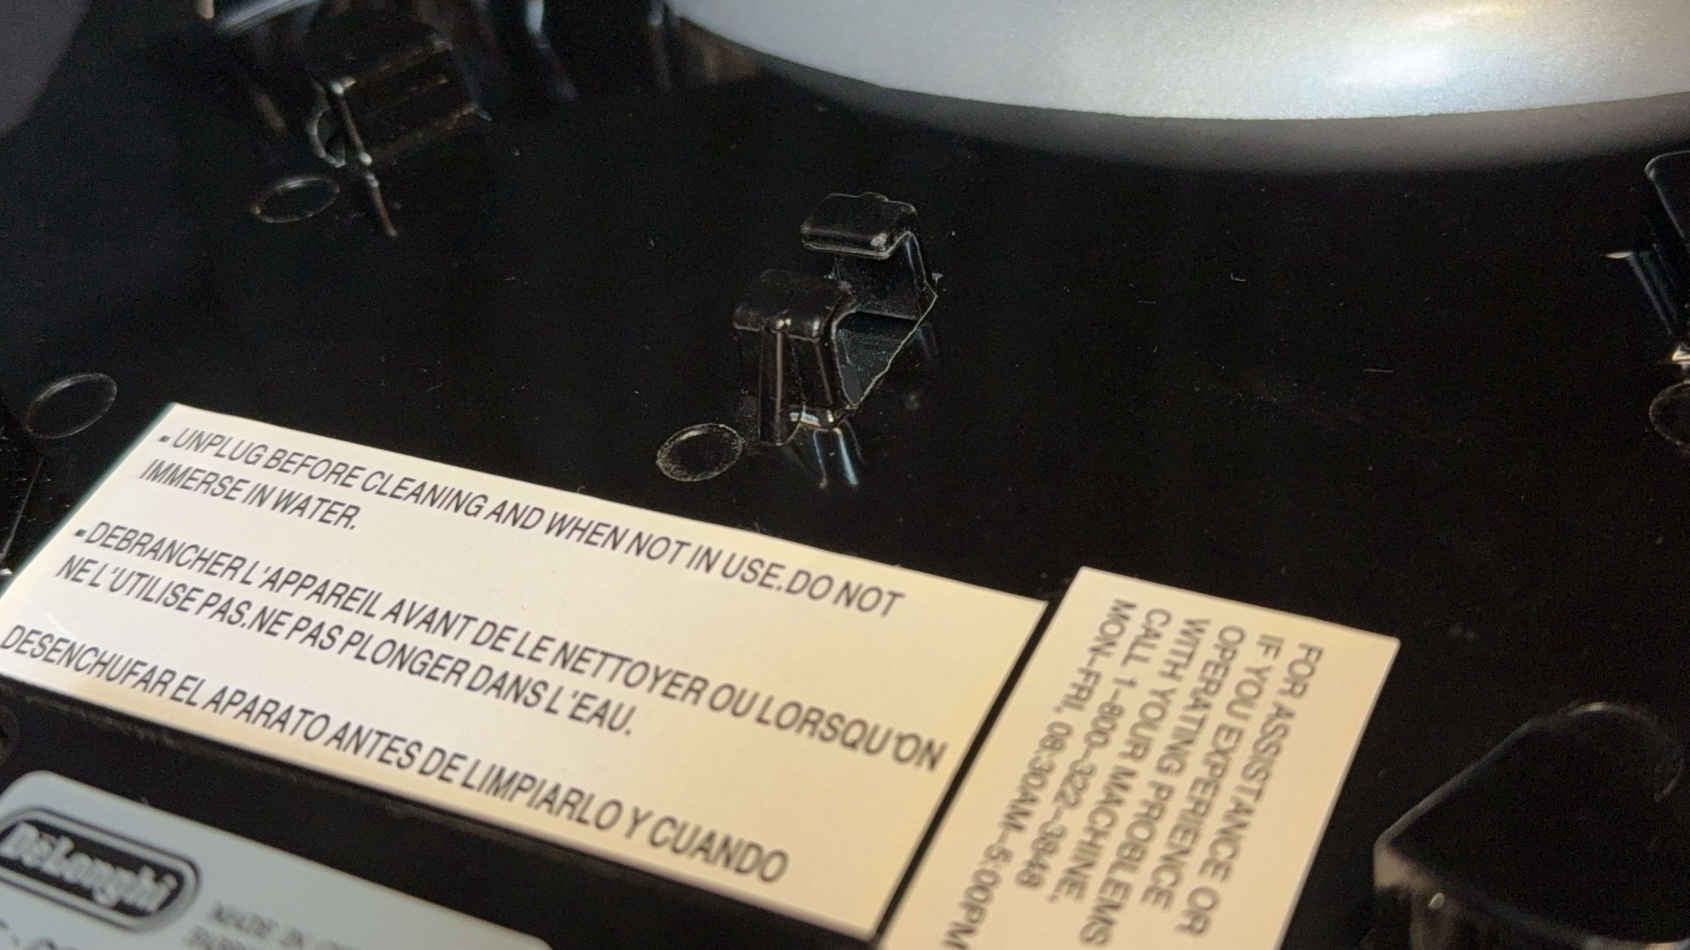 ▪ UNPLUG BEFORE CLEANING AND WHEN NOT IN USE.DO NOT
IMMERSE IN WATER.
▪ DEBRANCHER L'APPAREIL AVANT DE LE NETTOYER OU LORSQU'ON
NE L'UTILISE PAS.NE PAS PLONGER DANS L'EAU.
DESENCHUFAR EL APARATO ANTES DE LIMPIARLO Y CUANDO
FOR ASSISTANCE OR
IF YOU EXPERIENCE
OPERATING PROBLEMS
WITH YOUR MACHINE,
CALL 1-800-322-3848
MON-FRI, 08:30AM-5:00PM
DeLonghi
MADE IN